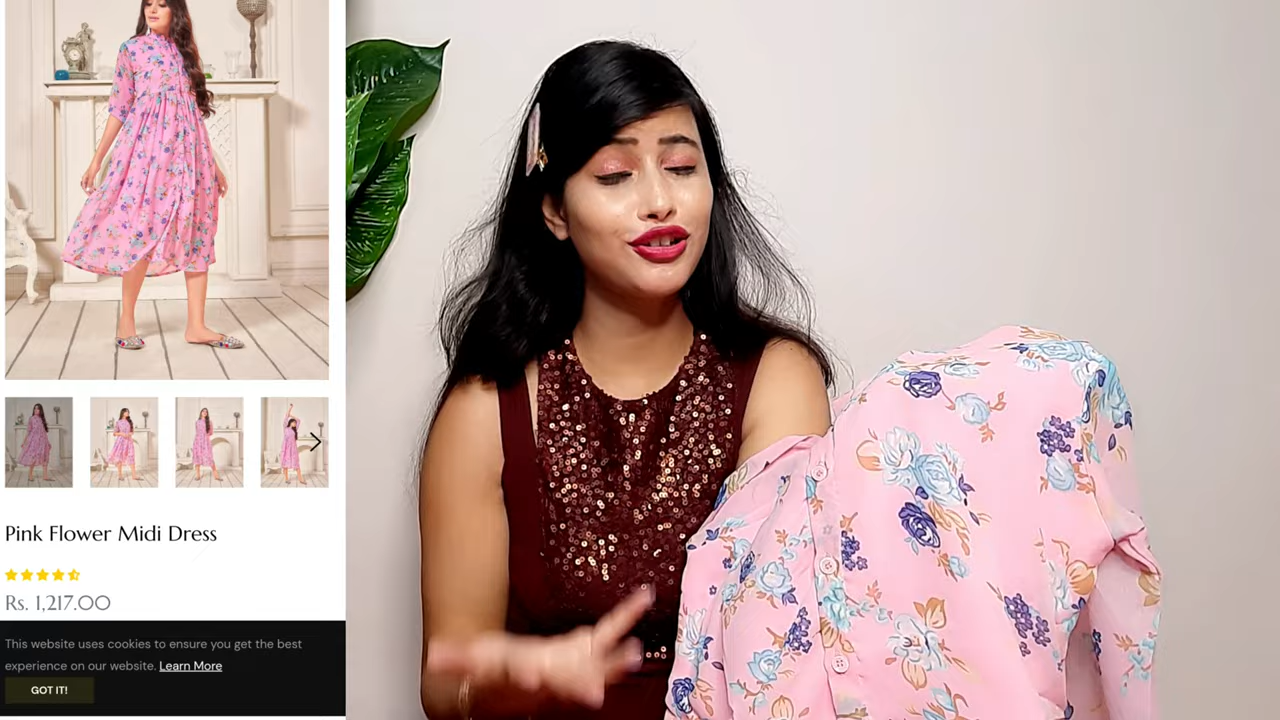 Pink Flower Midi Dress
Rs. 1,217.00
This website uses cookies to ensure you get the best
experience on our website. Learn More
GOT IT!